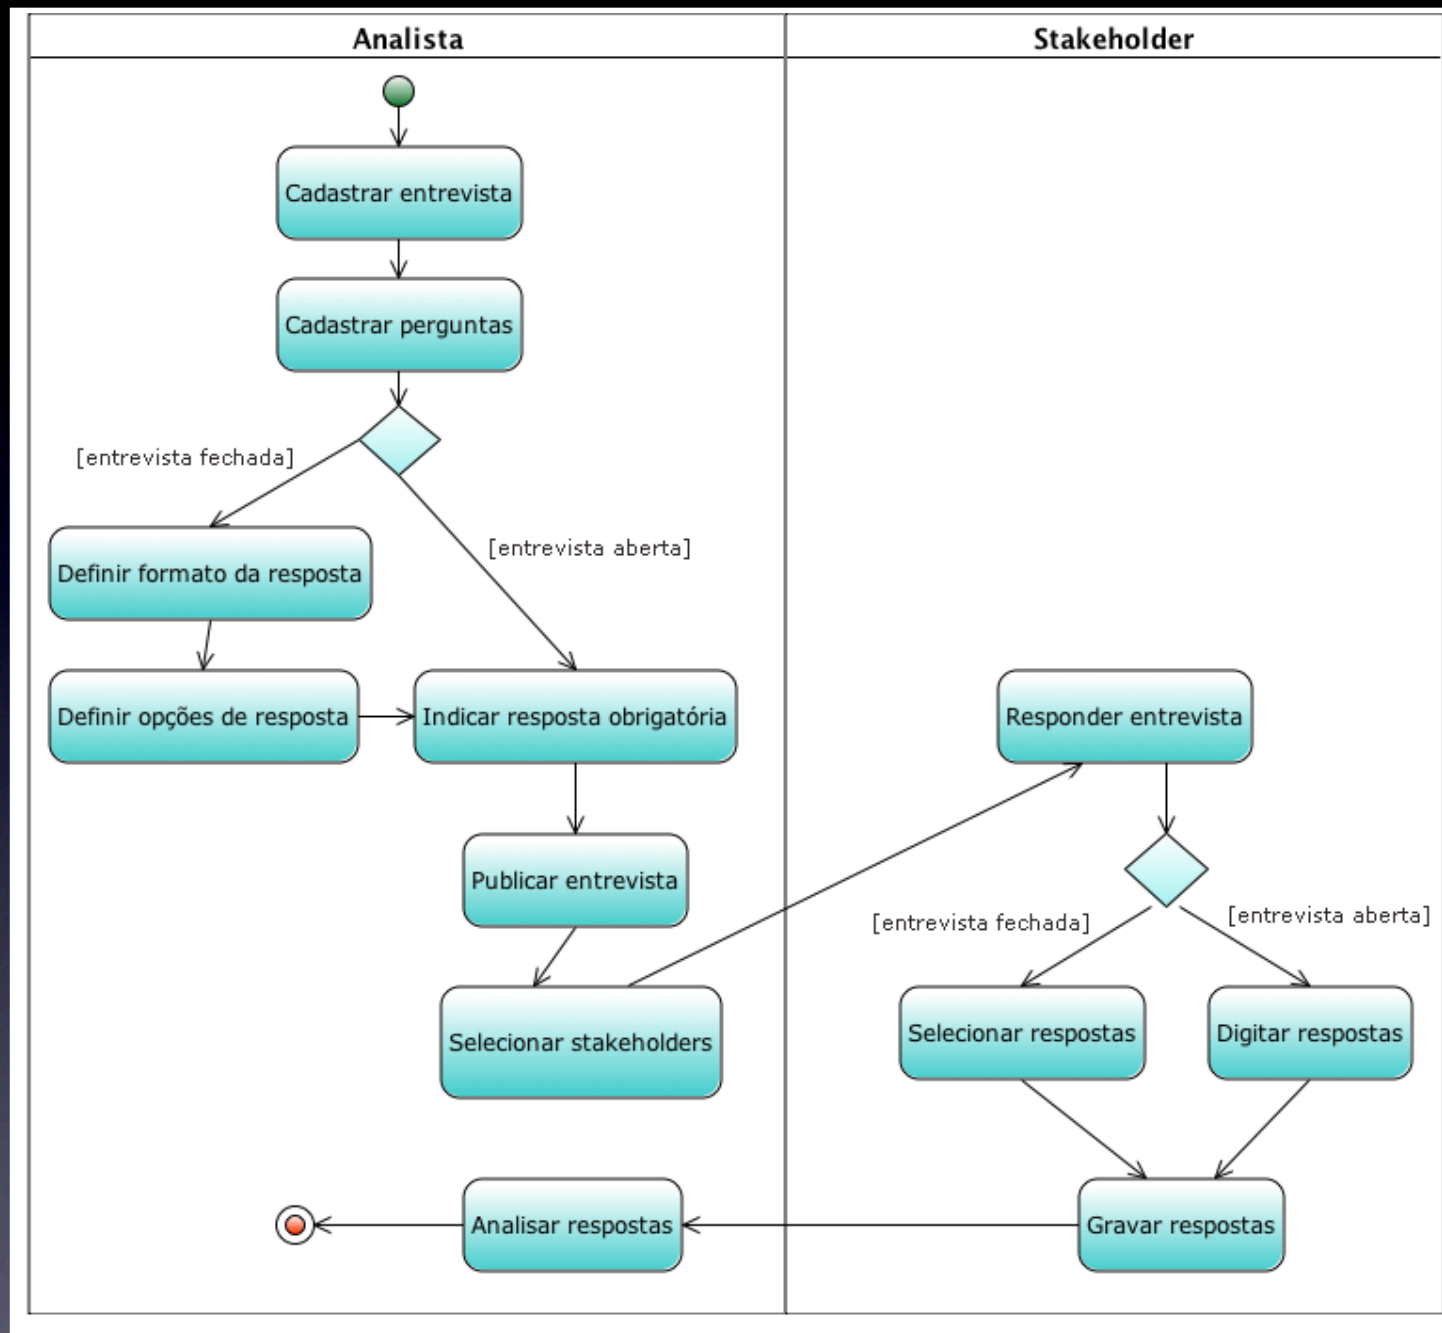 Analista
Stakeholder
Cadastrar entrevista
Cadastrar perguntas
[entrevista fechada]
[entrevista aberta]
Definir formato da resposta
Definir opções de resposta
Indicar resposta obrigatória
Publicar entrevista
Selecionar stakeholders
Responder entrevista
[entrevista fechada]
[entrevista aberta]
Selecionar respostas
Digitar respostas
Gravar respostas
Analisar respostas